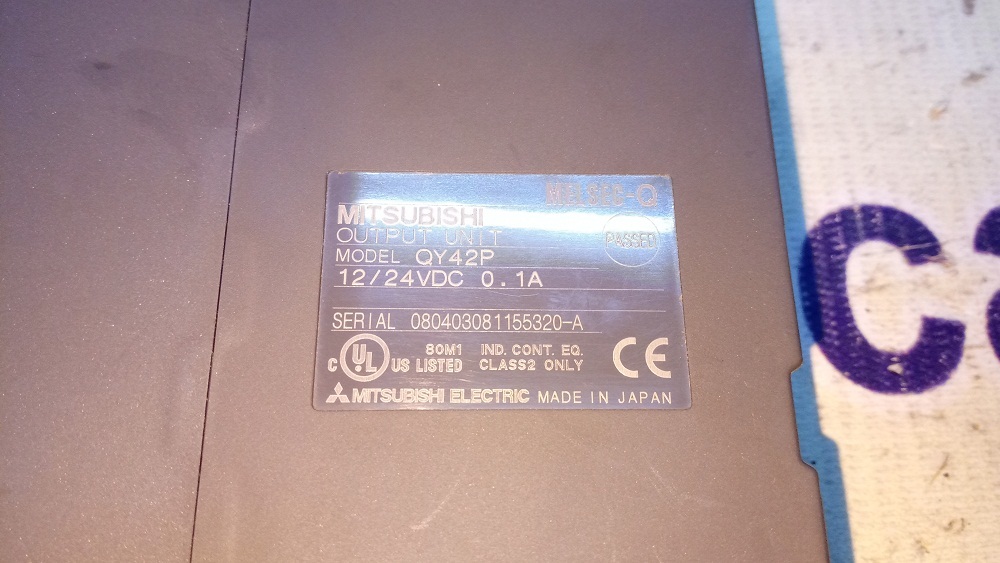 MELSEC-Q
MITSUBISHI
OUTPUT UNIT
PASSED
MODEL QY42P
12/24VDC 0.1A
SERIAL 080403081155320-A
C UL US LISTED 80M1 IND. CONT. EQ. CLASS2 ONLY CE
MITSUBISHI ELECTRIC MADE IN JAPAN
ca